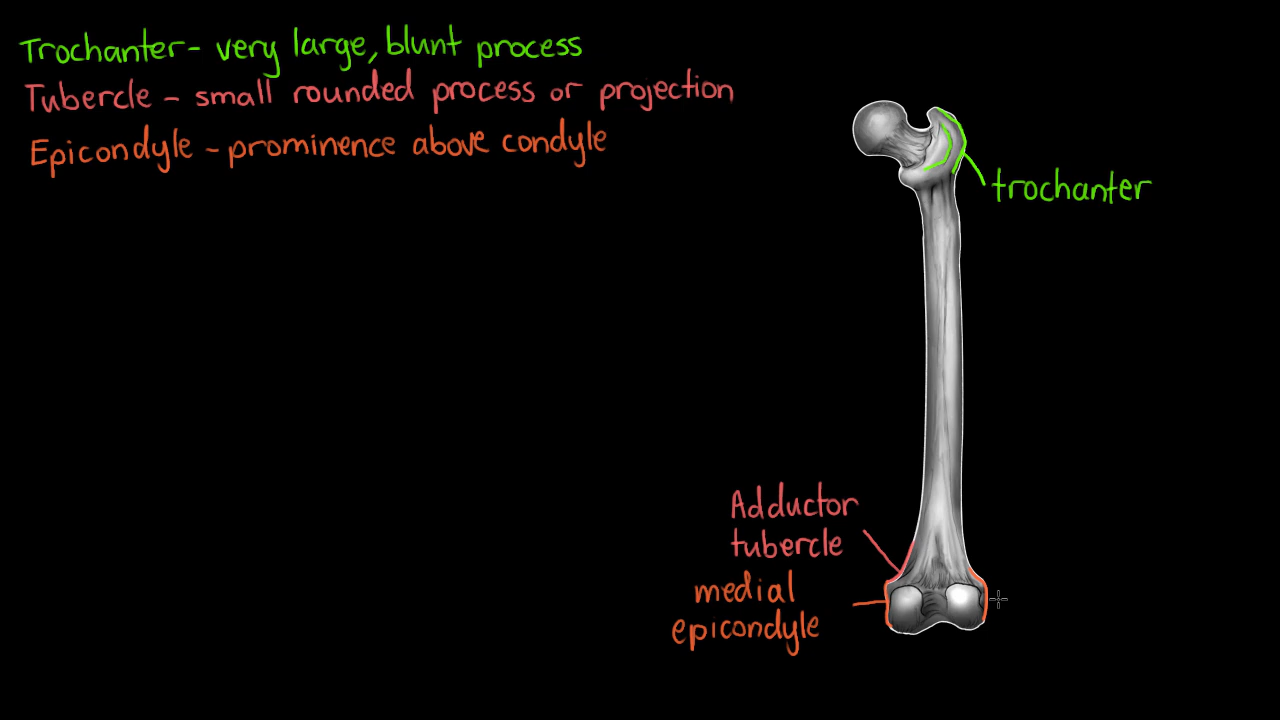 Trochanter- very large, blunt process
Tubercle - small rounded process or projection
Epicondyle - prominence above condyle
trochanter
Adductor
tubercle
medial
epicondyle